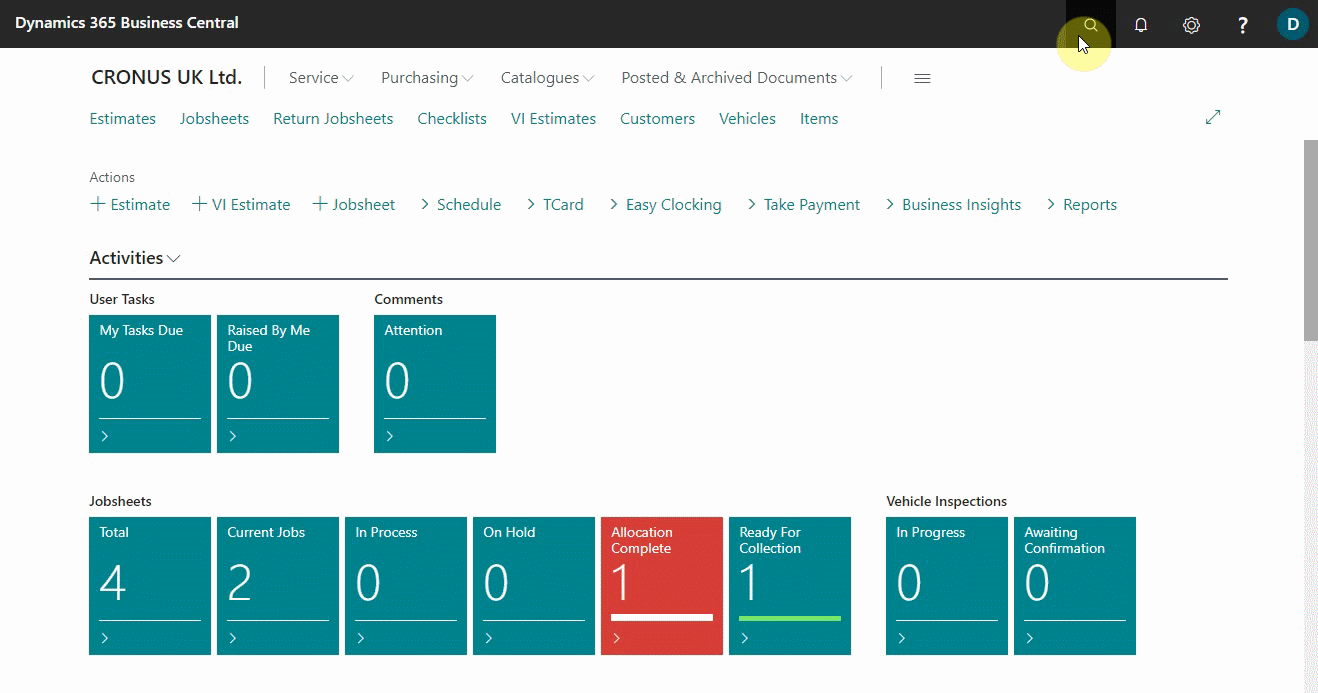 Dynamics 365 Business Central
?
D
CRONUS UK Ltd.
Service
Purchasing
Catalogues
Posted & Archived Documents
Estimates
Jobsheets
Return Jobsheets
Checklists
VI Estimates
Customers
Vehicles
Items
Actions
+ Estimate
+ VI Estimate
+ Jobsheet
> Schedule
> TCard
> Easy Clocking
> Take Payment
> Business Insights
> Reports
Activities
User Tasks
My Tasks Due
0
Raised By Me
Due
0
Comments
Attention
0
Jobsheets
Total
4
Current Jobs
2
In Process
0
On Hold
0
Allocation
Complete
1
Ready For
Collection
1
Vehicle Inspections
In Progress
0
Awaiting
Confirmation
0